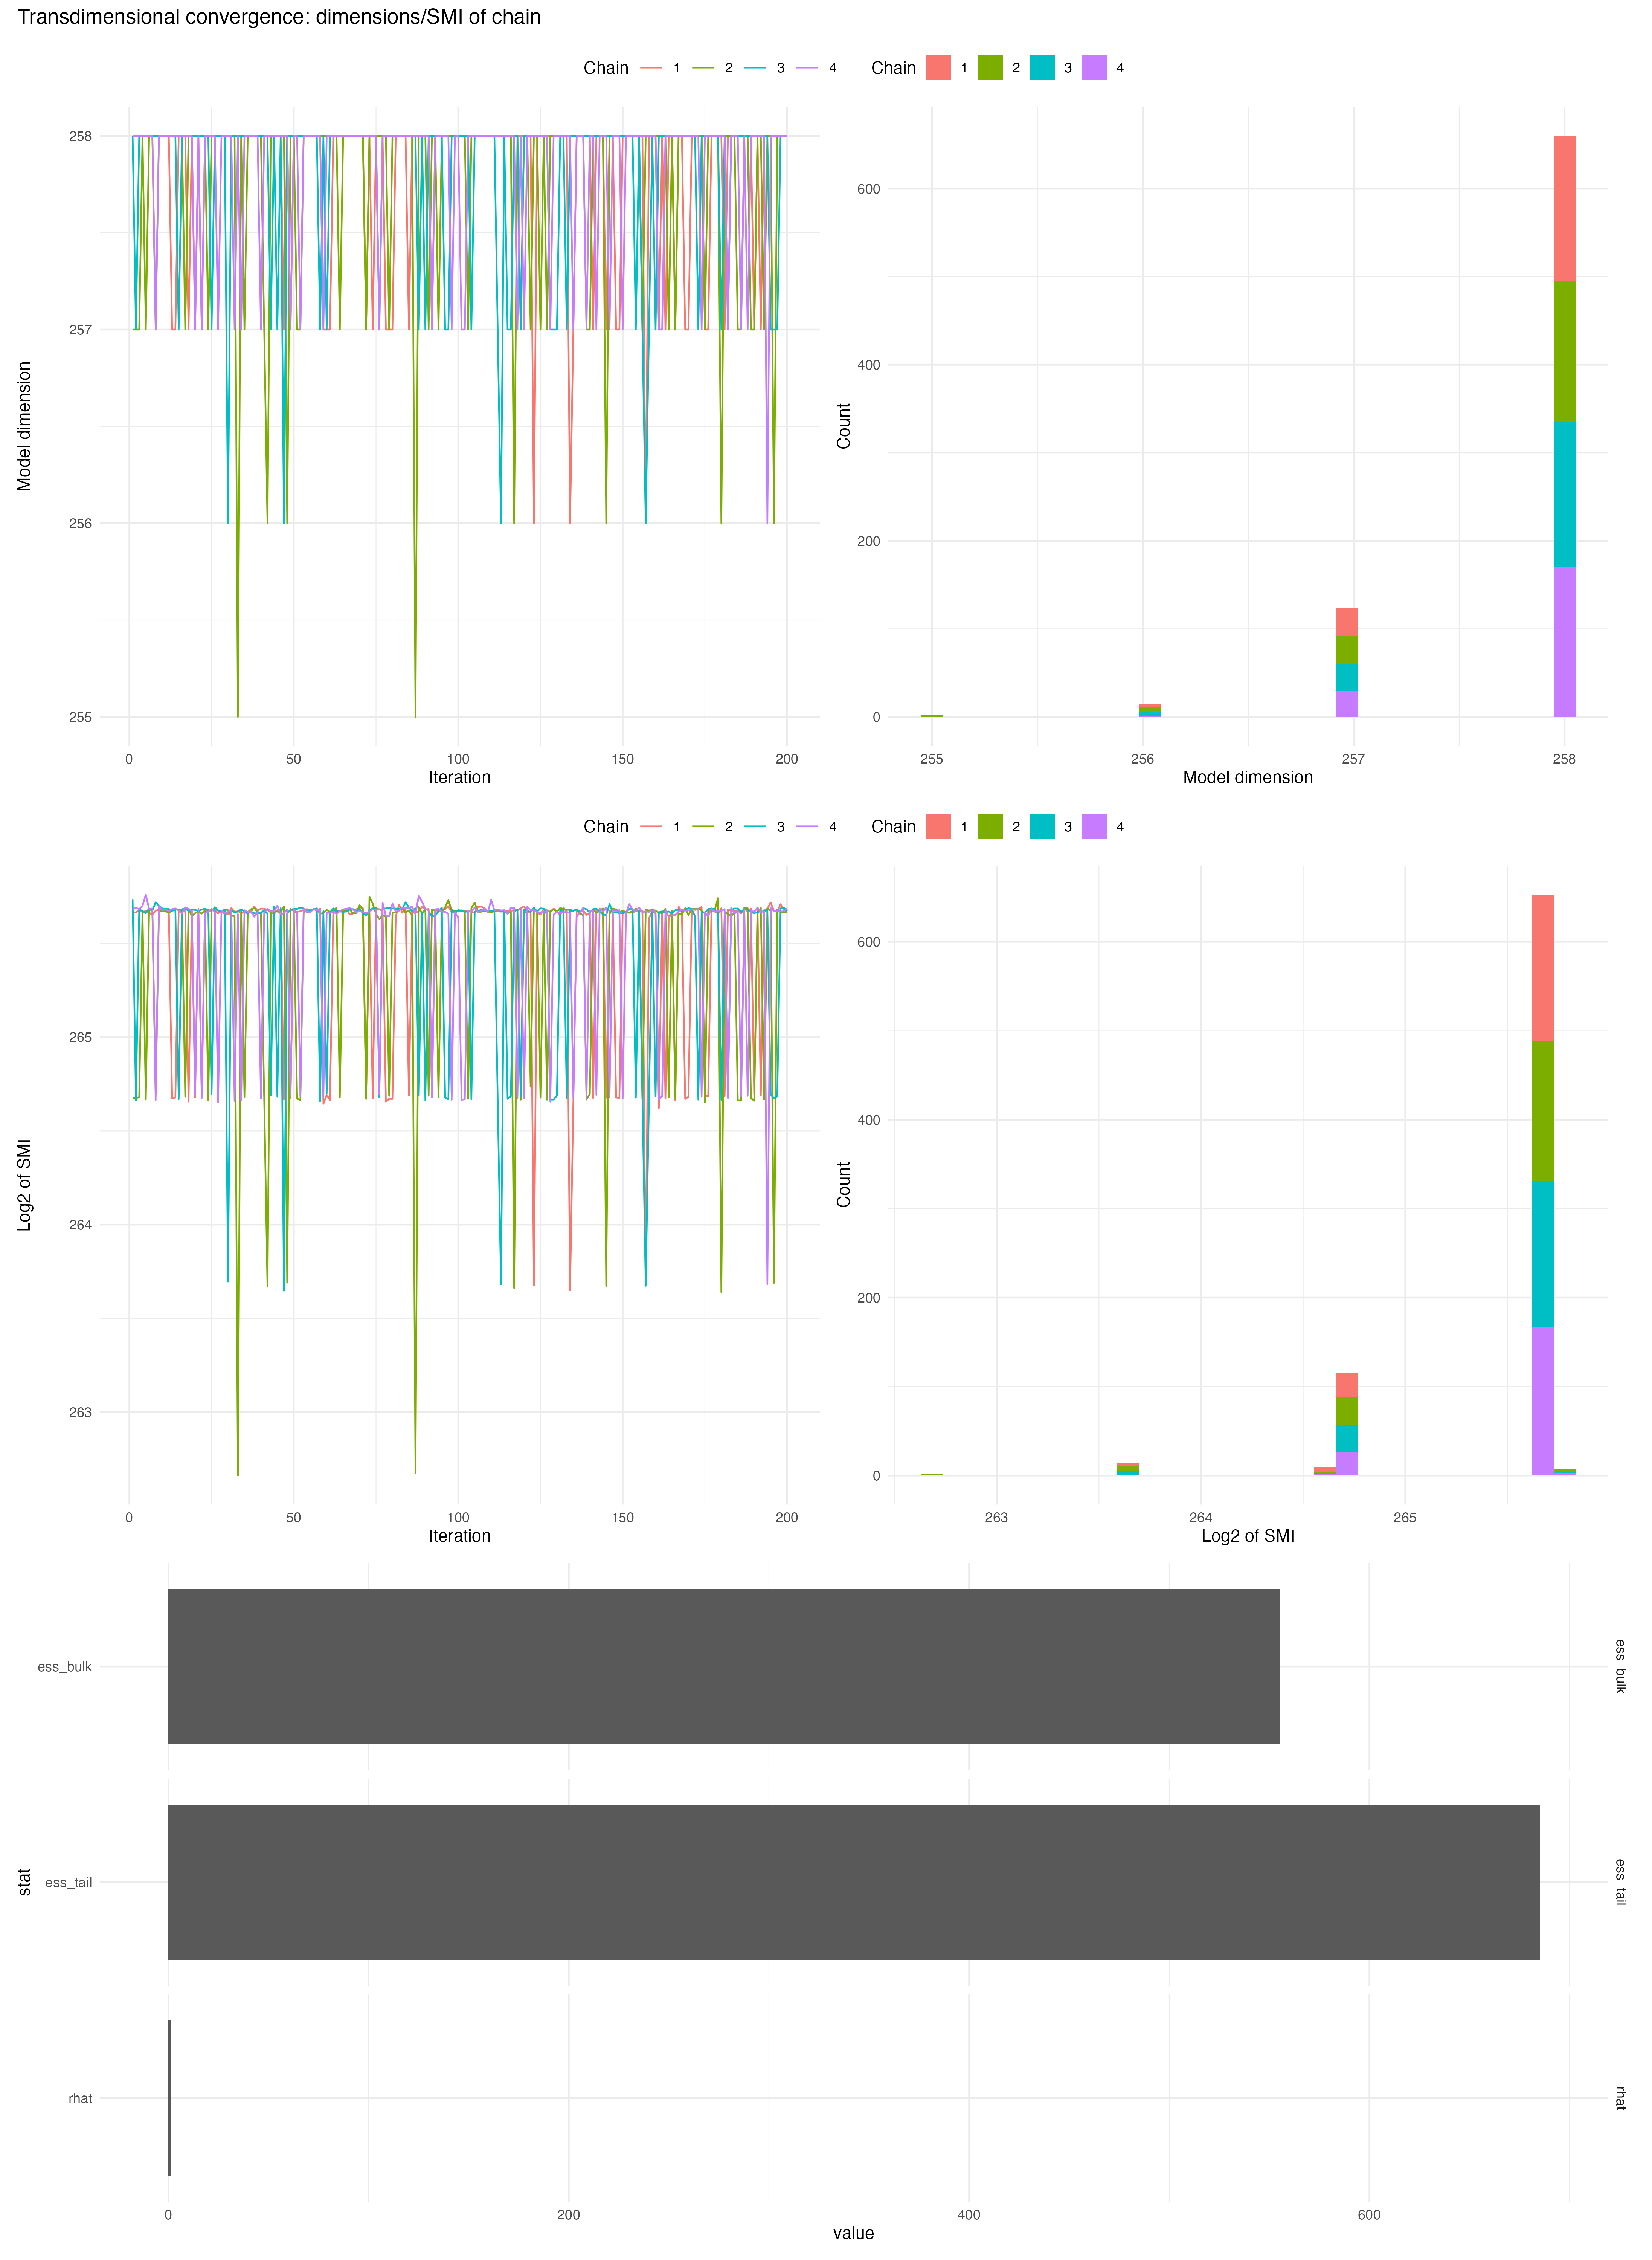 Transdimensional convergence: dimensions/SMI of chain
Chain 1 2 3 4 Chain 1 2 3 4
Model dimension
258
257
256
255
0 50 100 150 200
Iteration
Count
600
400
200
0
255 256 257 258
Model dimension
Chain 1 2 3 4 Chain 1 2 3 4
Log2 of SMI
265
264
263
0 50 100 150 200
Iteration
Count
600
400
200
0
263 264 265
Log2 of SMI
stat
ess_bulk
ess_bulk
ess_tail
ess_tail
rhat
rhat
0 200 400 600
value